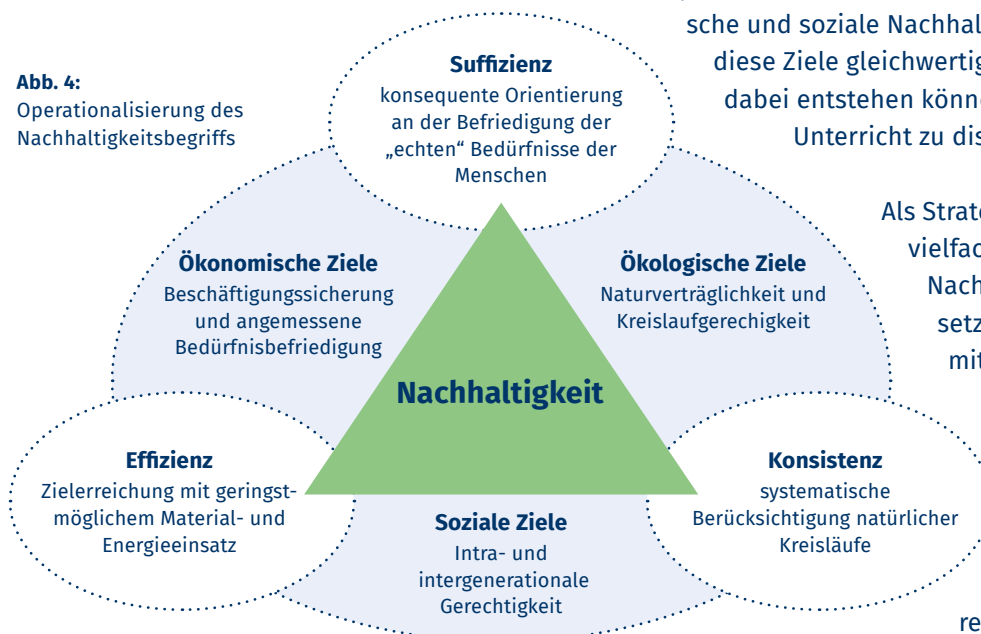 Abb. 4:
Operationalisierung des
Nachhaltigkeitsbegriffs
Suffizienz
konsequente Orientierung
an der Befriedigung der
„echten“ Bedürfnisse der
Menschen
Ökonomische Ziele
Beschäftigungssicherung
und angemessene
Bedürfnisbefriedigung
Ökologische Ziele
Naturverträglichkeit und
Kreislaufgerechigkeit
Nachhaltigkeit
Effizienz
Zielerreichung mit geringst-
möglichem Material- und
Energieeinsatz
Soziale Ziele
Intra- und
intergenerationale
Gerechtigkeit
Konsistenz
systematische
Berücksichtigung natürlicher
Kreisläufe
sche und soziale Nachhal
diese Ziele gleichwertig
dabei entstehen könne
Unterricht zu dis
Als Strate
vielfac
Nach
setz
mit
re